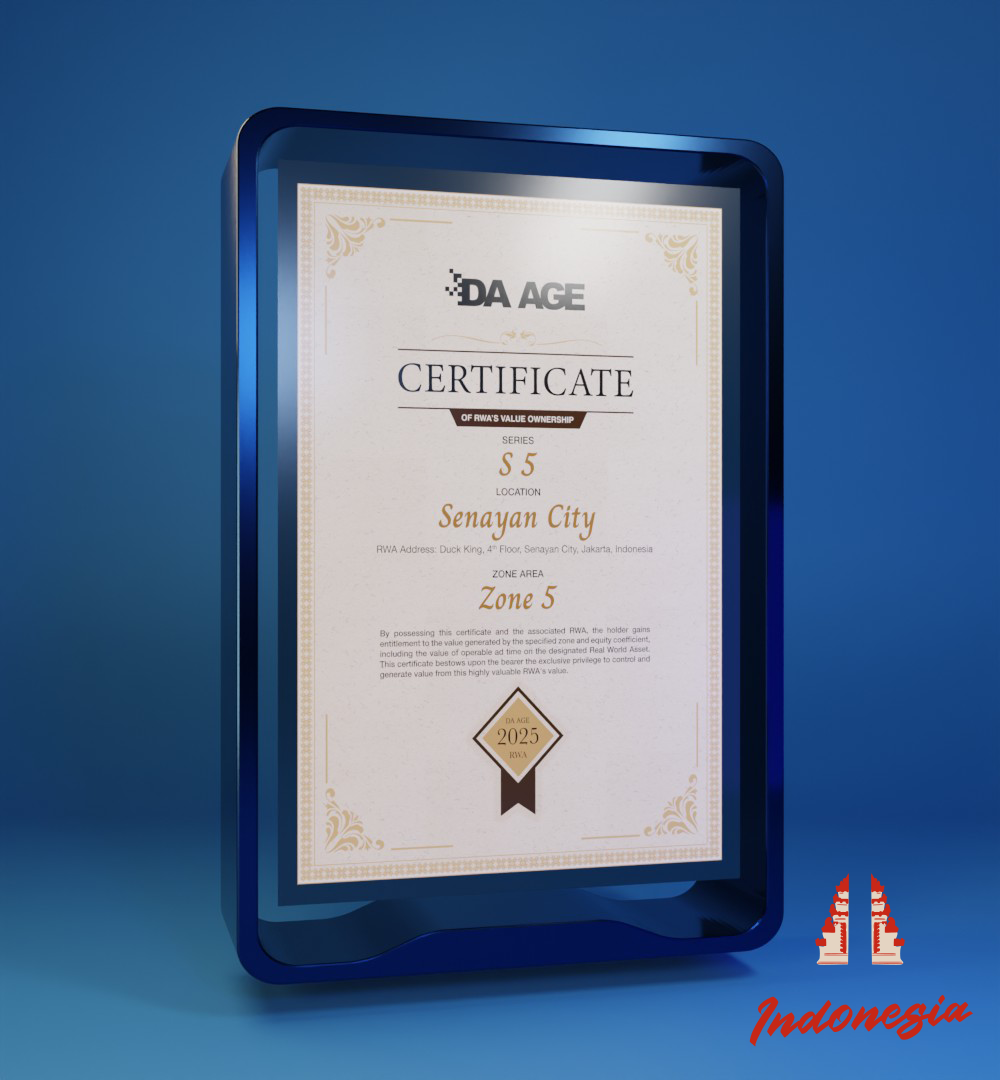 DA AGE
CERTIFICATE
OF RWA'S VALUE OWNERSHIP
SERIES
S 5
LOCATION
Senayan City
RWA Address: Duck King, 4th Floor, Senayan City, Jakarta, Indonesia
ZONE AREA
Zone 5
By possessing this certificate and the associated RWA, the holder gains
entitlement to the value generated by the specified zone and equity coefficient,
including the value of operable ad time on the designated Real World Asset.
This certificate bestows upon the bearer the exclusive privilege to control and
generate value from this highly valuable RWA's value.
DA AGE
2025
RWA
Indonesia